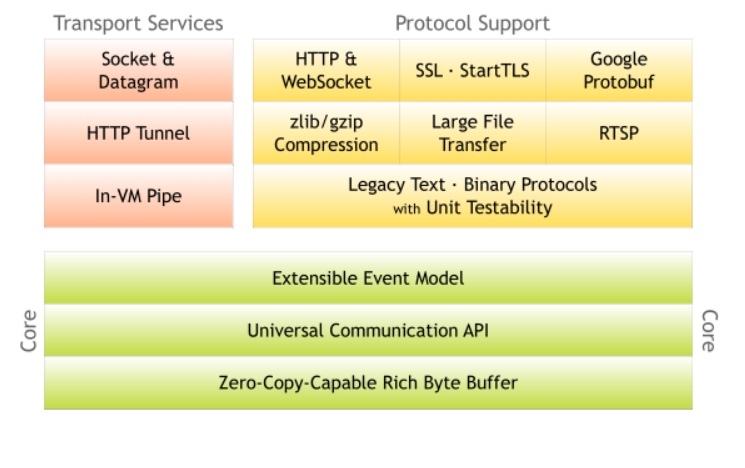 Transport Services
Protocol Support
Socket &
Datagram
HTTP &
WebSocket
SSL · StartTLS
Google
Protobuf
HTTP Tunnel
zlib/gzip
Compression
Large File
Transfer
RTSP
In-VM Pipe
Legacy Text · Binary Protocols
with Unit Testability
Core
Extensible Event Model
Universal Communication API
Zero-Copy-Capable Rich Byte Buffer
Core